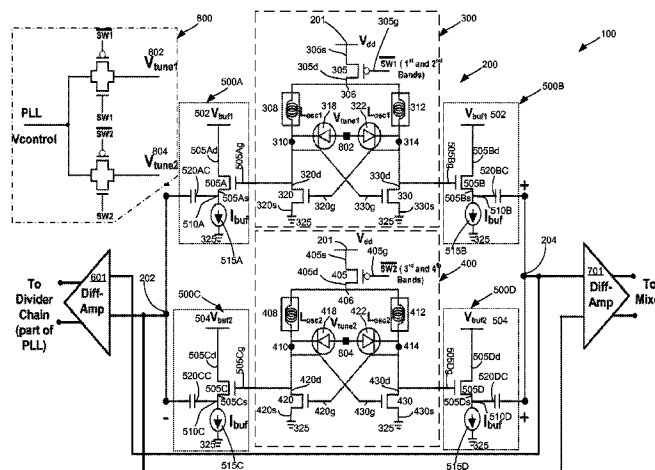 SW1
800
802
Vtune1
PLL
Vcontrol
SW1
SW2
804
Vtune2
SW2
500A
502 Vbuf1
505Ad
505Ag
520AC
505A
505As
510A
Ibuf
325
515A
-
201
305s
Vdd
305g
305
305d
306
SW1 (1st and 2nd Bands)
300
308
Losc1
318
Vtune1
322
Losc1
312
310
802
314
320d
320
320s
320g
325
330d
330
330g
330s
325
200
100
500B
Vbuf1
502
505Bd
505Bg
520BC
505B
505Bs
510B
Ibuf
325
515B
+
204
To Divider Chain (part of PLL)
601
Diff-Amp
202
701
Diff-Amp
To Mixe
500C
504 Vbuf2
505Cd
505Cg
520CC
505C
505Cs
510C
Ibuf
325
515C
-
201
405s
Vdd
405g
405
405d
406
SW2 (3rd and 4th Bands)
400
408
Losc2
418
Vtune2
422
Losc2
412
410
804
414
420d
420
420s
420g
325
430d
430
430g
430s
325
500D
Vbuf2
504
505Dd
505Dg
520DC
505D
505Ds
510D
Ibuf
325
515D
+